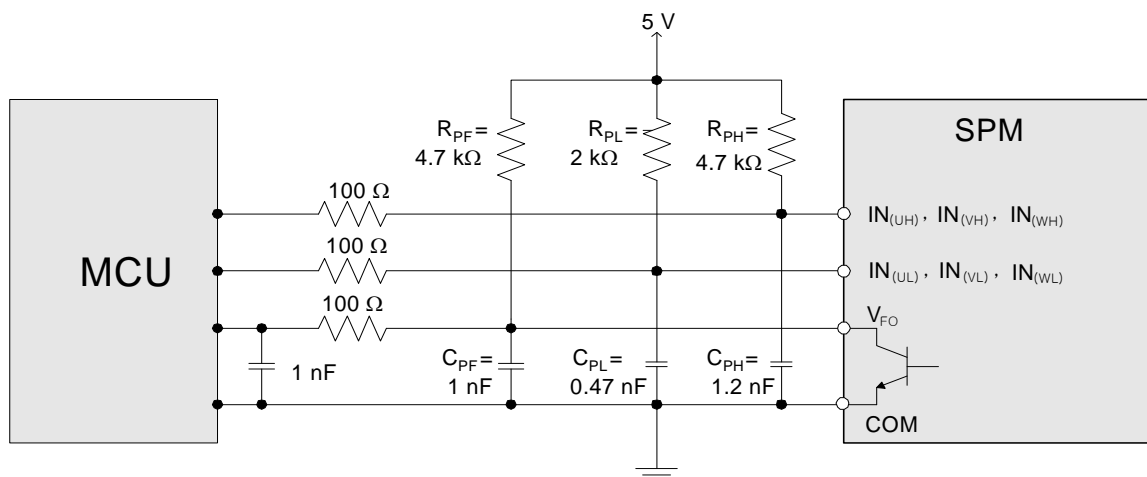 5 V
R_PF=
4.7 kΩ
R_PL=
2 kΩ
R_PH=
4.7 kΩ
SPM
100 Ω
IN(UH), IN(VH), IN(WH)
100 Ω
MCU
IN(UL), IN(VL), IN(WL)
100 Ω
V_FO
1 nF
C_PF=
1 nF
C_PL=
0.47 nF
C_PH=
1.2 nF
COM